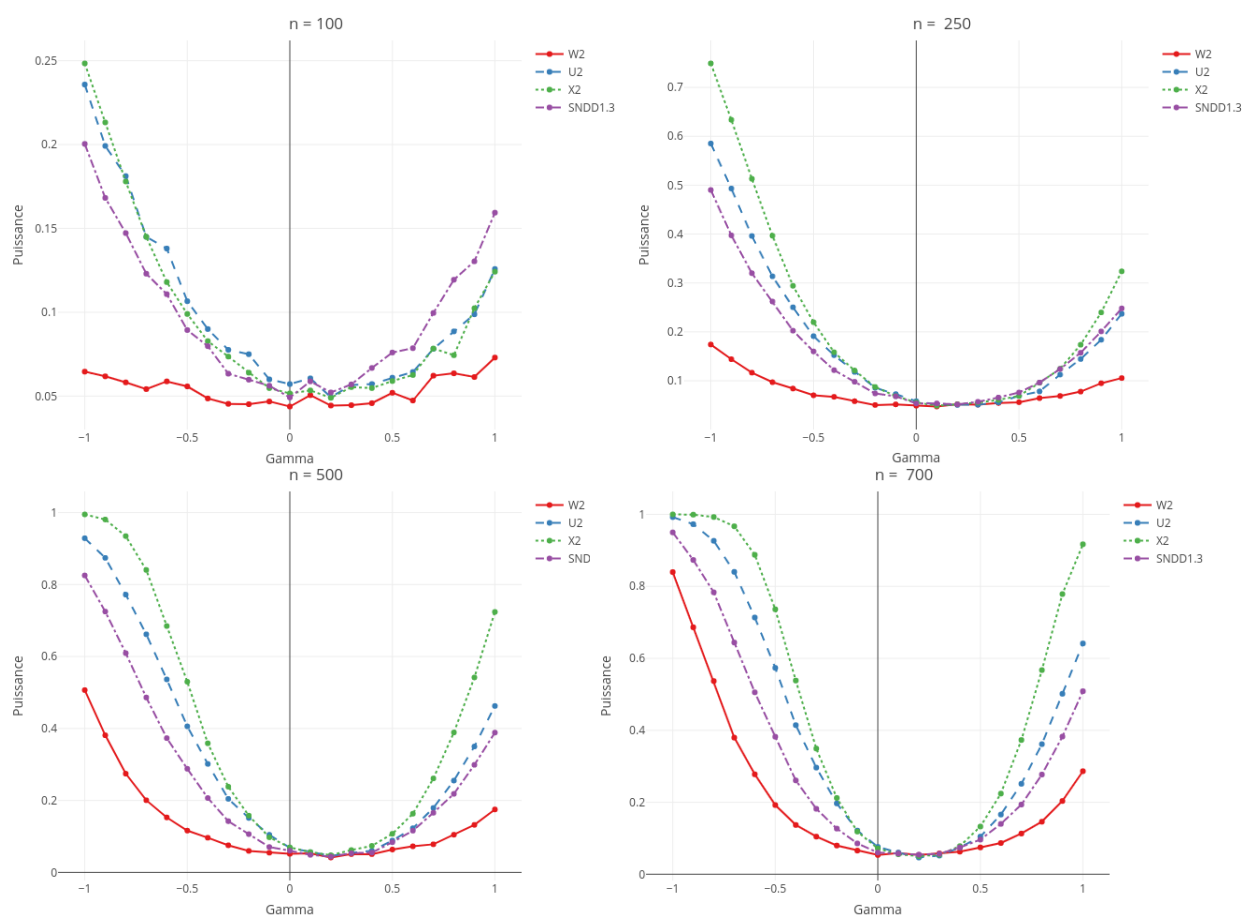 n = 100
W2
U2
X2
SNDD1.3
0.25
0.2
0.15
0.1
0.05
Puissance
−1
−0.5
0
0.5
1
Gamma
n = 250
W2
U2
X2
SNDD1.3
0.7
0.6
0.5
0.4
0.3
0.2
0.1
Puissance
−1
−0.5
0
0.5
1
Gamma
n = 500
W2
U2
X2
SND
1
0.8
0.6
0.4
0.2
0
Puissance
−1
−0.5
0
0.5
1
Gamma
n = 700
W2
U2
X2
SNDD1.3
1
0.8
0.6
0.4
0.2
0
Puissance
−1
−0.5
0
0.5
1
Gamma